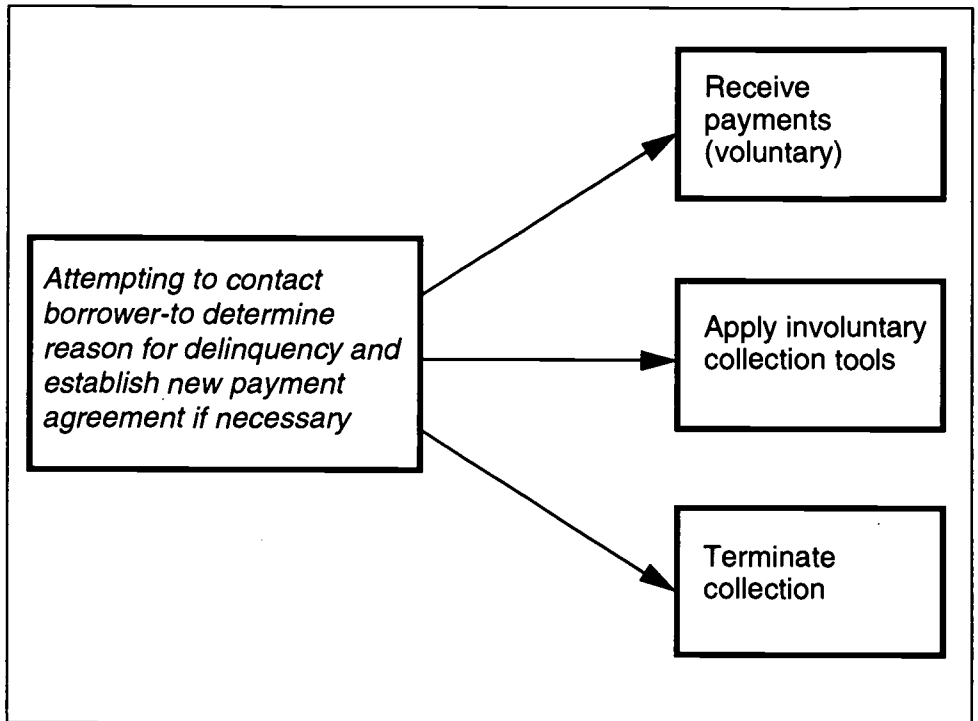 Receive
payments
(voluntary)
Attempting to contact
borrower-to determine
reason for delinquency and
establish new payment
agreement if necessary
Apply involuntary
collection tools
Terminate
collection